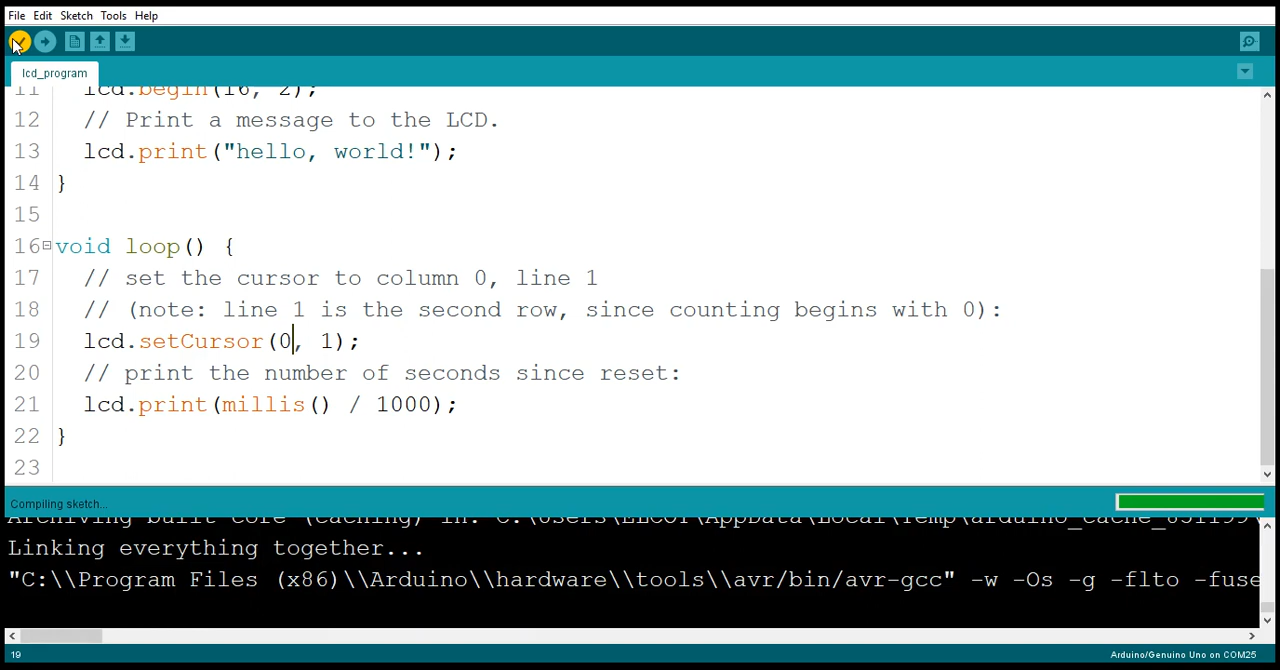 File Edit Sketch Tools Help
lcd_program
11 lcd.begin(16, 2);
12 // Print a message to the LCD.
13 lcd.print("hello, world!");
14 }
15
16 void loop() {
17 // set the cursor to column 0, line 1
18 // (note: line 1 is the second row, since counting begins with 0):
19 lcd.setCursor(0, 1);
20 // print the number of seconds since reset:
21 lcd.print(millis() / 1000);
22 }
23
Compiling sketch...
Archiving built core (caching) in: C:\Users\ELCOT\AppData\Local\Temp\arduino_cache_851199\
Linking everything together...
"C:\\Program Files (x86)\\Arduino\\hardware\\tools\\avr/bin/avr-gcc" -w -Os -g -flto -fuse
19
Arduino/Genuino Uno on COM25